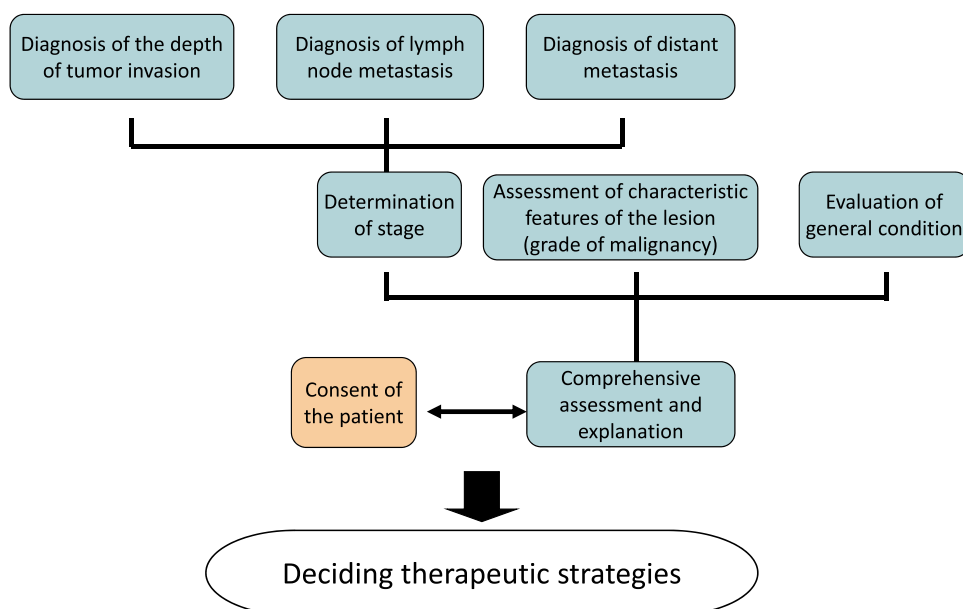 Diagnosis of the depth
of tumor invasion
Diagnosis of lymph
node metastasis
Diagnosis of distant
metastasis
Determination
of stage
Assessment of characteristic
features of the lesion
(grade of malignancy)
Evaluation of
general condition
Consent of
the patient
Comprehensive
assessment and
explanation
Deciding therapeutic strategies